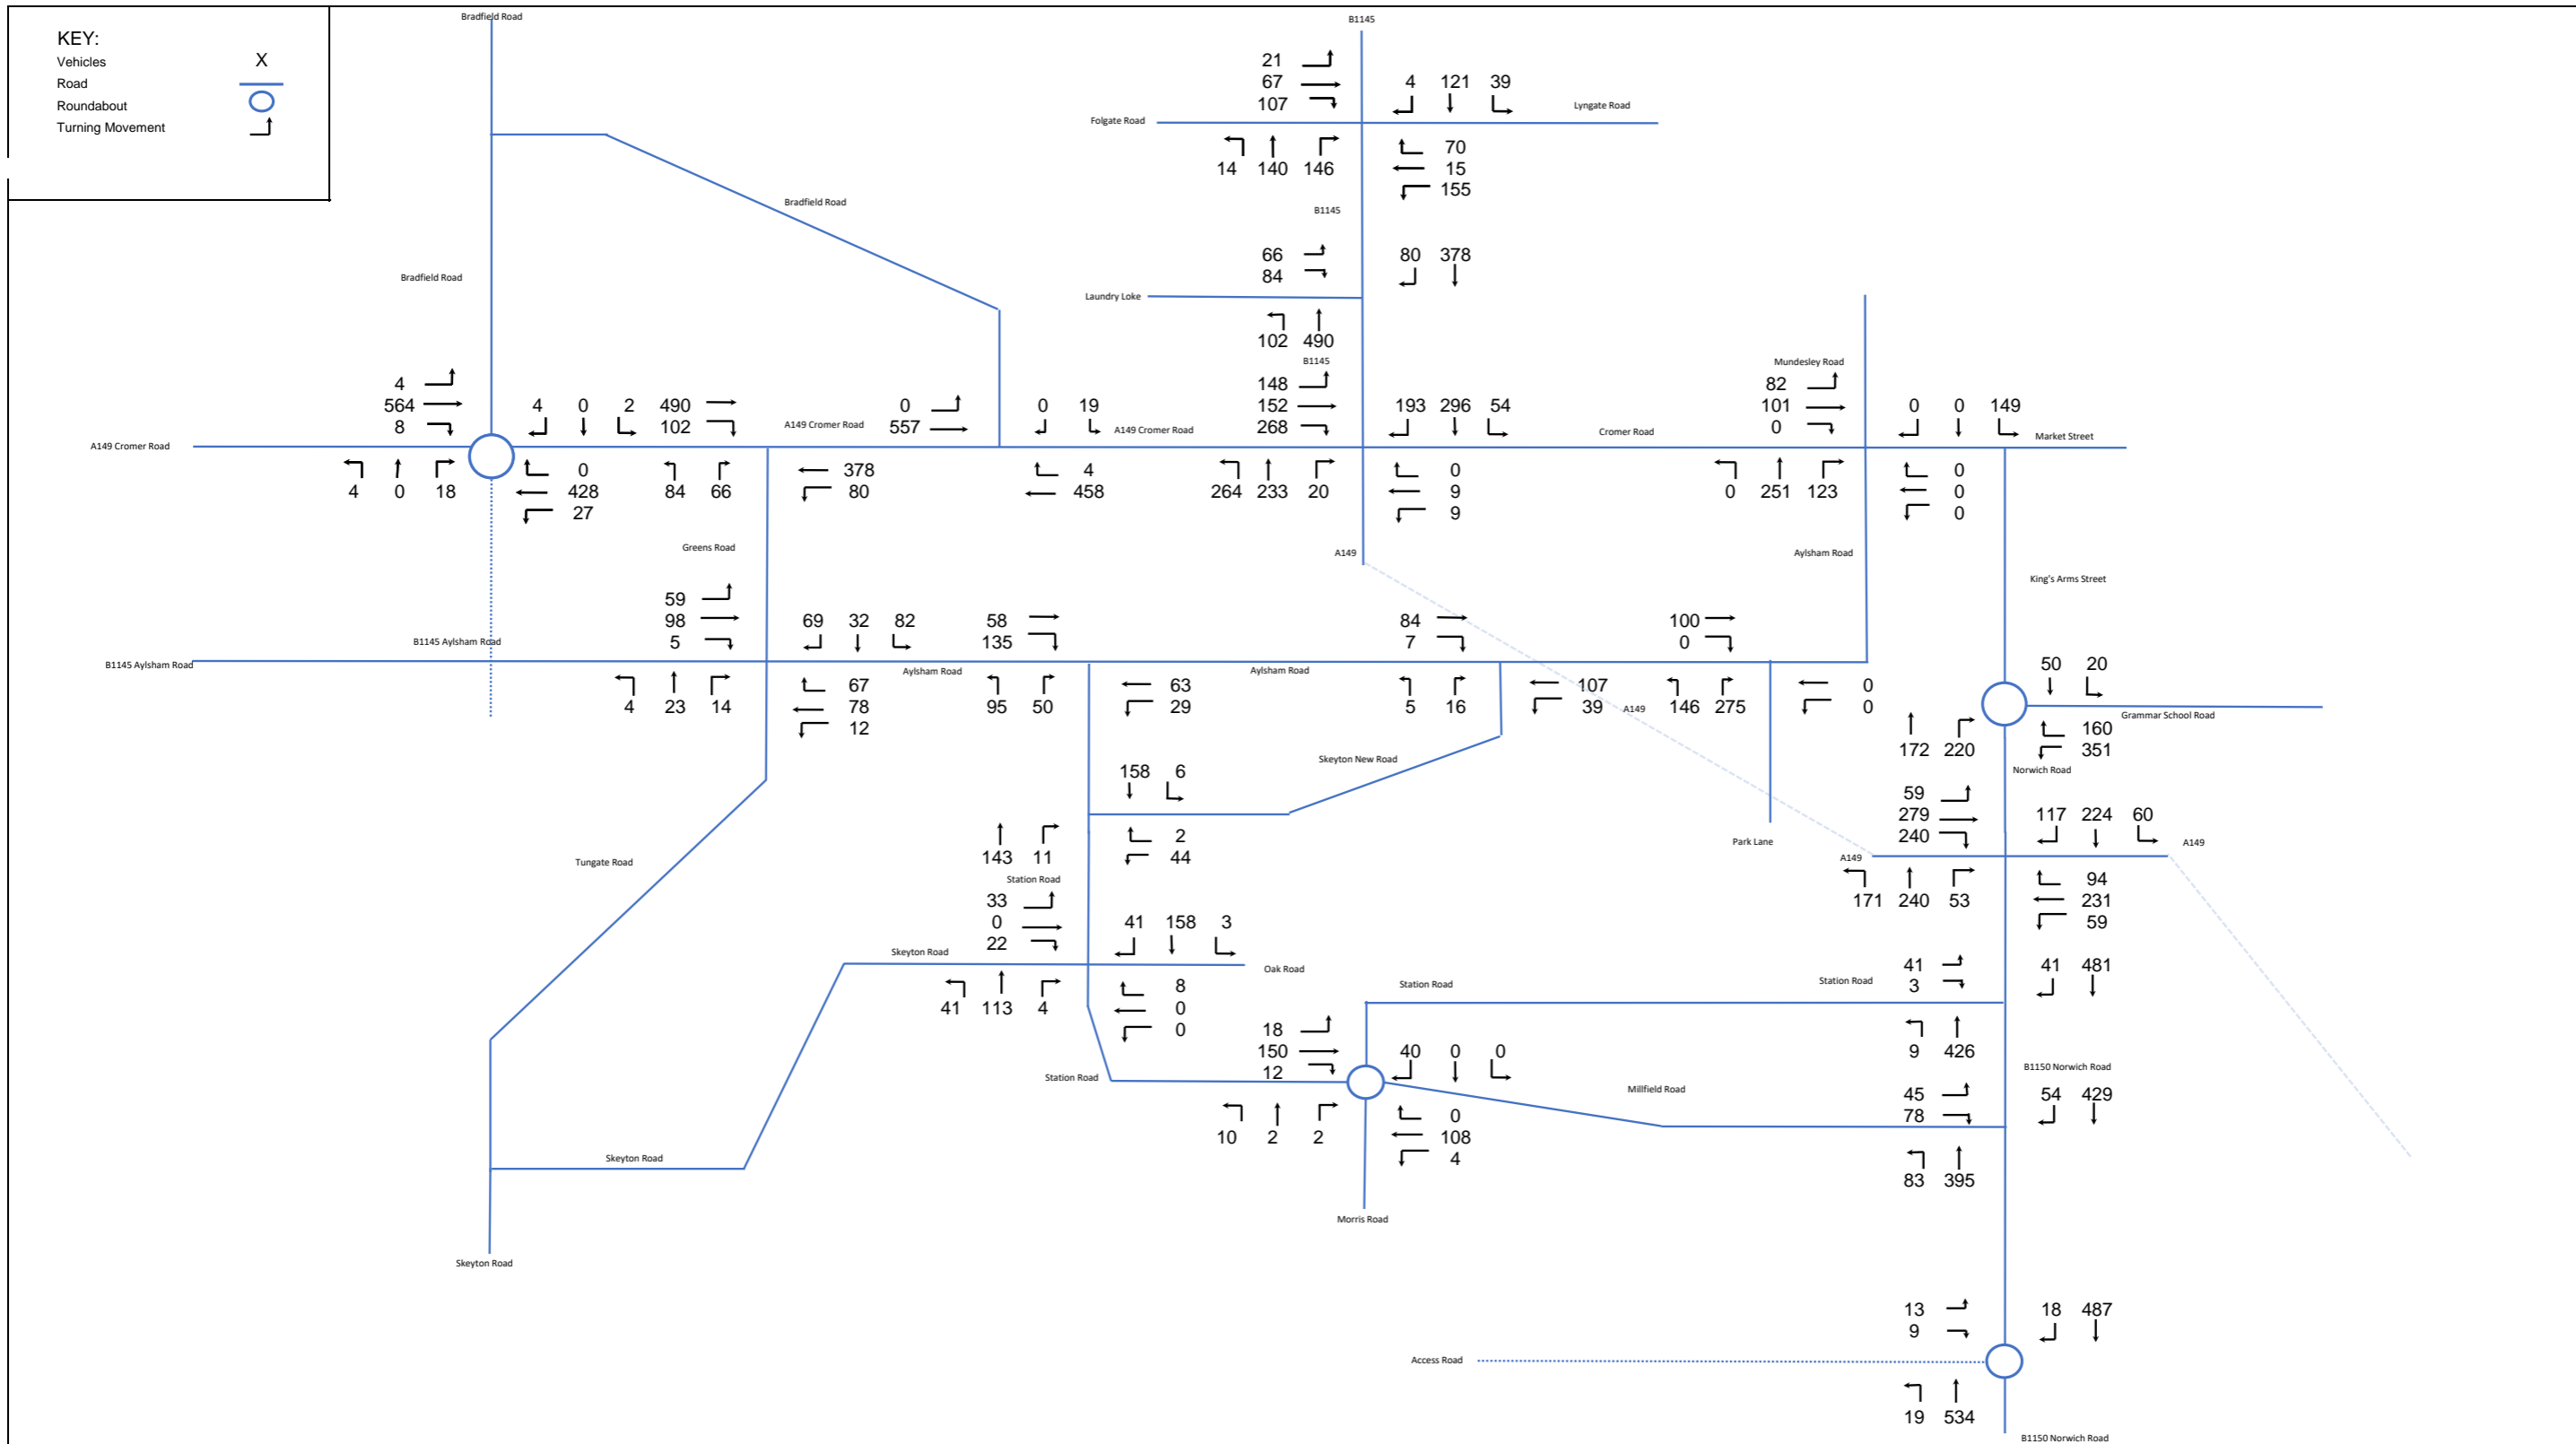 Bradfield Road
B1145
KEY:
Vehicles X
Road
Roundabout
Turning Movement
21
67
107
4 121 39
Folgate Road
Lyngate Road
14 140 146
70
15
155
Bradfield Road
B1145
Bradfield Road
66
84
80 378
Laundry Loke
102 490
B1145
Mundesley Road
4
564
8
4 0 2
490
102
A149 Cromer Road
0
557
0 19
A149 Cromer Road
148
152
268
193 296 54
Cromer Road
82
101
0
0 0 149
Market Street
A149 Cromer Road
4 0 18
0
428
27
84 66
378
80
4
458
264 233 20
0
9
9
0 251 123
0
0
0
Greens Road
A149
Aylsham Road
King's Arms Street
59
98
5
69 32 82
58
135
84
7
100
0
B1145 Aylsham Road
B1145 Aylsham Road
Aylsham Road
Aylsham Road
50 20
4 23 14
67
78
12
95 50
63
29
5 16
107
39
A149
146 275
0
0
Grammar School Road
172 220
160
351
Skeyton New Road
Norwich Road
158 6
59
279
240
117 224 60
143 11
2
44
Park Lane
A149
A149
Tungate Road
Station Road
171 240 53
94
231
59
33
0
22
41 158 3
Skeyton Road
Oak Road
41 113 4
8
0
0
Station Road
Station Road
41
3
41 481
18
150
12
40 0 0
9 426
Station Road
Millfield Road
B1150 Norwich Road
45
78
54 429
10 2 2
0
108
4
Skeyton Road
83 395
Morris Road
Skeyton Road
13
9
18 487
Access Road
19 534
B1150 Norwich Road